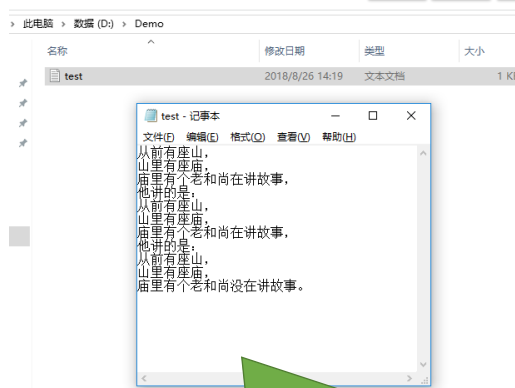 此电脑 › 数据 (D:) › Demo
名称 修改日期 类型 大小
test 2018/8/26 14:19 文本文档 1 K
test - 记事本
文件(F) 编辑(E) 格式(O) 查看(V) 帮助(H)
从前有座山，
山里有座庙，
庙里有个老和尚在讲故事，
他讲的是：
从前有座山，
山里有座庙，
庙里有个老和尚在讲故事，
他讲的是：
从前有座山，
山里有座庙，
庙里有个老和尚没在讲故事。